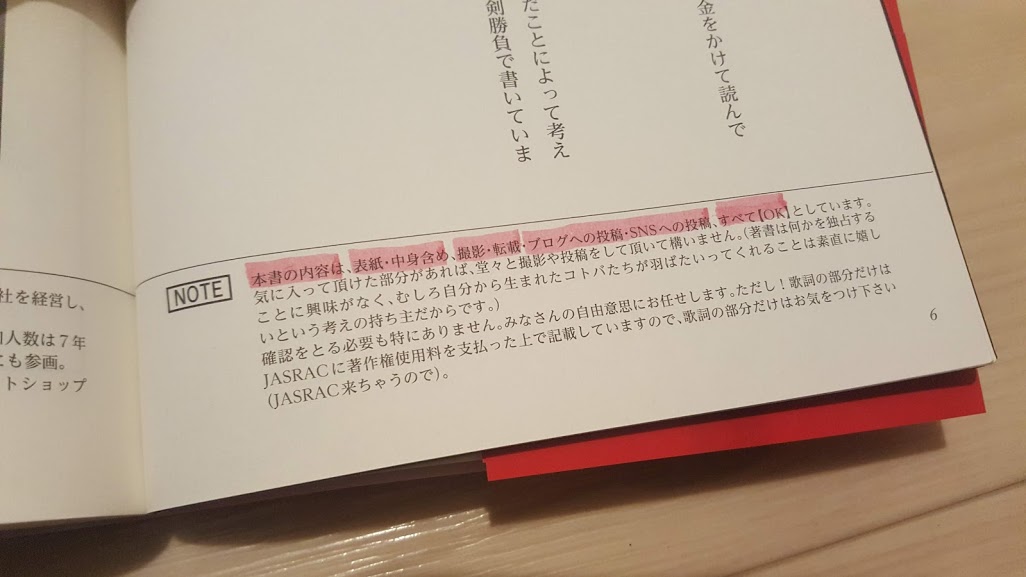 金をかけて読んで
たことによって考え
剣勝負で書いていま
NOTE
本書の内容は、表紙・中身含め、撮影・転載・ブログへの投稿・SNSへの投稿、すべて【OK】としています。
気に入って頂けた部分があれば、堂々と撮影や投稿をして頂いて構いません。(著書は何かを独占する
ことに興味がなく、むしろ自分から生まれたコトバたちが羽ばたいってくれることは素直に嬉し
いという考えの持ち主だからです。)
確認をとる必要も特にありません。みなさんの自由意思にお任せします。ただし!歌詞の部分だけは
JASRACに著作権使用料を支払った上で記載していますので、歌詞の部分だけはお気をつけ下さい
(JASRAC来ちゃうので)。
6
社を経営し、
人数は7年
にも参画。
トショップ